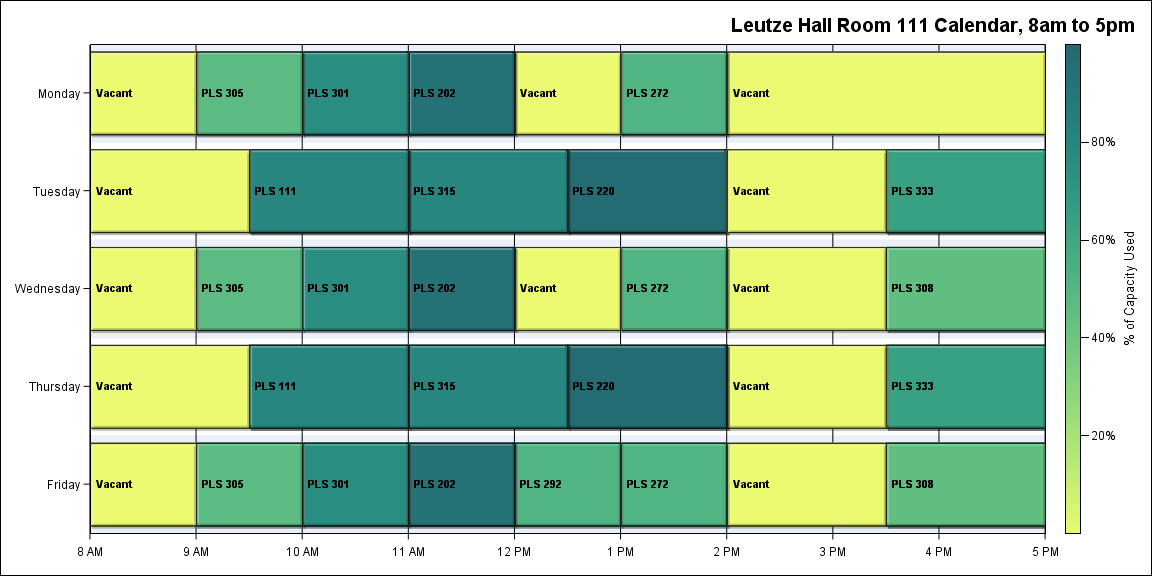 Leutze Hall Room 111 Calendar, 8am to 5pm
Monday
Vacant
PLS 305
PLS 301
PLS 202
Vacant
PLS 272
Vacant
Tuesday
Vacant
PLS 111
PLS 315
PLS 220
Vacant
PLS 333
Wednesday
Vacant
PLS 305
PLS 301
PLS 202
Vacant
PLS 272
Vacant
PLS 308
Thursday
Vacant
PLS 111
PLS 315
PLS 220
Vacant
PLS 333
Friday
Vacant
PLS 305
PLS 301
PLS 202
PLS 292
PLS 272
Vacant
PLS 308
8 AM
9 AM
10 AM
11 AM
12 PM
1 PM
2 PM
3 PM
4 PM
5 PM
80%
60%
40%
20%
% of Capacity Used